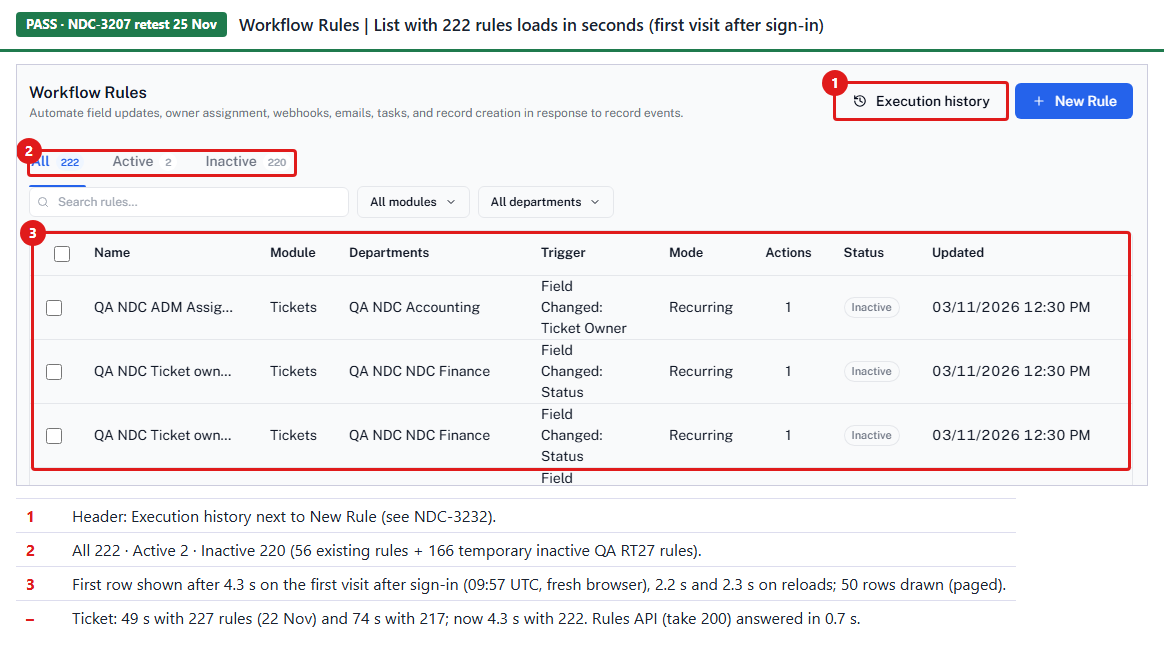 PASS · NDC-3207 retest 25 Nov Workflow Rules | List with 222 rules loads in seconds (first visit after sign-in)
Workflow Rules
Automate field updates, owner assignment, webhooks, emails, tasks, and record creation in response to record events.
1
Execution history
+ New Rule
2
All 222 Active 2 Inactive 220
Search rules...
All modules
All departments
3
Name Module Departments Trigger Mode Actions Status Updated
QA NDC ADM Assig... Tickets QA NDC Accounting Field Changed: Ticket Owner Recurring 1 Inactive 03/11/2026 12:30 PM
QA NDC Ticket own... Tickets QA NDC NDC Finance Field Changed: Status Recurring 1 Inactive 03/11/2026 12:30 PM
QA NDC Ticket own... Tickets QA NDC NDC Finance Field Changed: Status Recurring 1 Inactive 03/11/2026 12:30 PM
Field
1 Header: Execution history next to New Rule (see NDC-3232).
2 All 222 · Active 2 · Inactive 220 (56 existing rules + 166 temporary inactive QA RT27 rules).
3 First row shown after 4.3 s on the first visit after sign-in (09:57 UTC, fresh browser), 2.2 s and 2.3 s on reloads; 50 rows drawn (paged).
– Ticket: 49 s with 227 rules (22 Nov) and 74 s with 217; now 4.3 s with 222. Rules API (take 200) answered in 0.7 s.